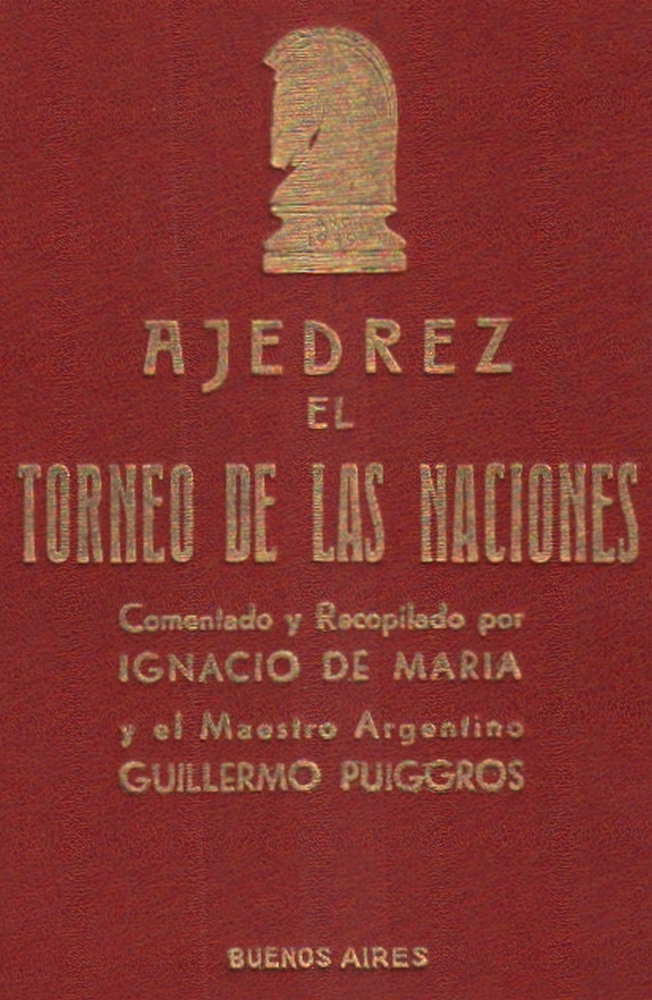 AJEDREZ
EL
TORNEO DE LAS NACIONES
Comentado y Recopilado por
IGNACIO DE MARIA
y el Maestro Argentino
GUILLERMO PUIGGROS
BUENOS AIRES